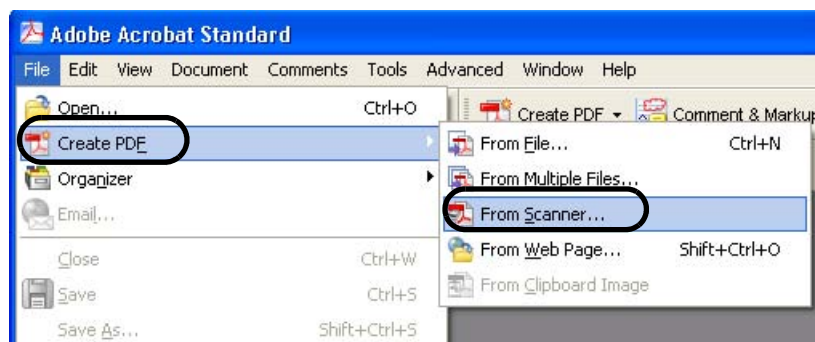 Adobe Acrobat Standard
File Edit View Document Comments Tools Advanced Window Help
Open... Ctrl+O
Create PDF Comment & Markup
Create PDF
From File... Ctrl+N
Organizer
From Multiple Files...
Email...
From Scanner...
Close Ctrl+W
From Web Page... Shift+Ctrl+O
Save Ctrl+S
From Clipboard Image
Save As... Shift+Ctrl+S